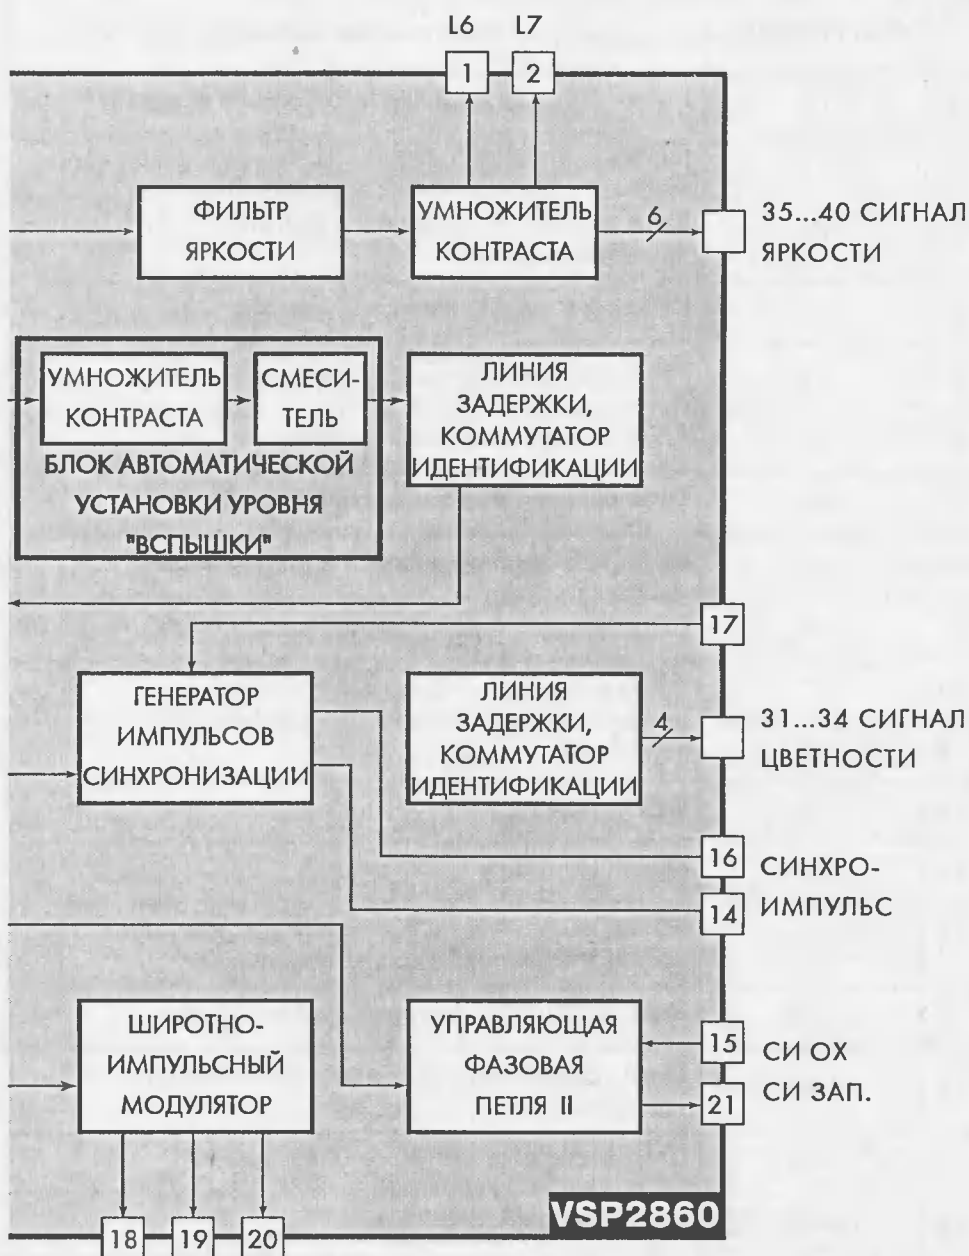 L6 L7
1 2
ФИЛЬТР
ЯРКОСТИ
УМНОЖИТЕЛЬ
КОНТРАСТА
6
35...40 СИГНАЛ
ЯРКОСТИ
УМНОЖИТЕЛЬ
КОНТРАСТА
СМЕСИ-
ТЕЛЬ
БЛОК АВТОМАТИЧЕСКОЙ
УСТАНОВКИ УРОВНЯ
"ВСПЫШКИ"
ЛИНИЯ
ЗАДЕРЖКИ,
КОММУТАТОР
ИДЕНТИФИКАЦИИ
17
ГЕНЕРАТОР
ИМПУЛЬСОВ
СИНХРОНИЗАЦИИ
ЛИНИЯ
ЗАДЕРЖКИ,
КОММУТАТОР
ИДЕНТИФИКАЦИИ
4
31...34 СИГНАЛ
ЦВЕТНОСТИ
16
14
СИНХРО-
ИМПУЛЬС
ШИРОТНО-
ИМПУЛЬСНЫЙ
МОДУЛЯТОР
УПРАВЛЯЮЩАЯ
ФАЗОВАЯ
ПЕТЛЯ II
15
СИ ОХ
21
СИ ЗАП.
VSP2860
18 19 20